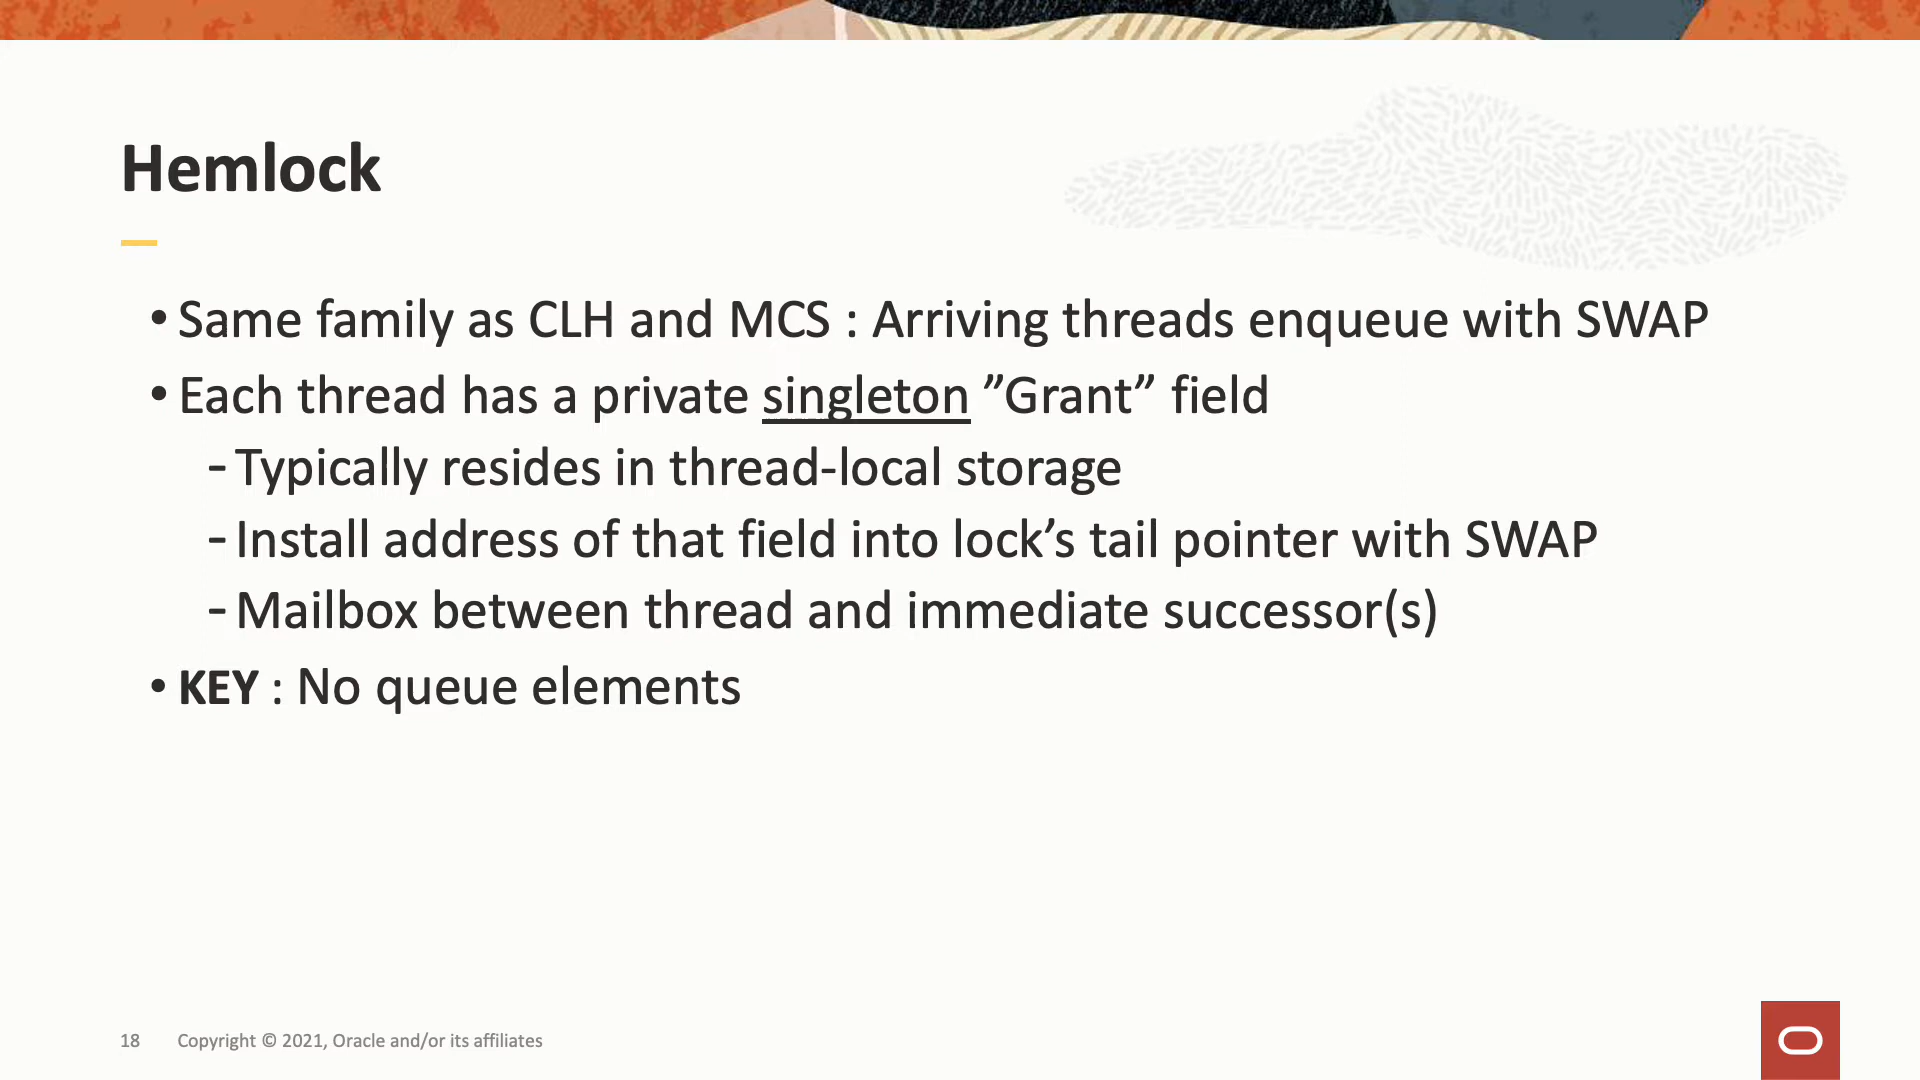 Hemlock
• Same family as CLH and MCS : Arriving threads enqueue with SWAP
• Each thread has a private singleton ”Grant” field
- Typically resides in thread-local storage
- Install address of that field into lock’s tail pointer with SWAP
- Mailbox between thread and immediate successor(s)
• KEY : No queue elements
18 Copyright © 2021, Oracle and/or its affiliates